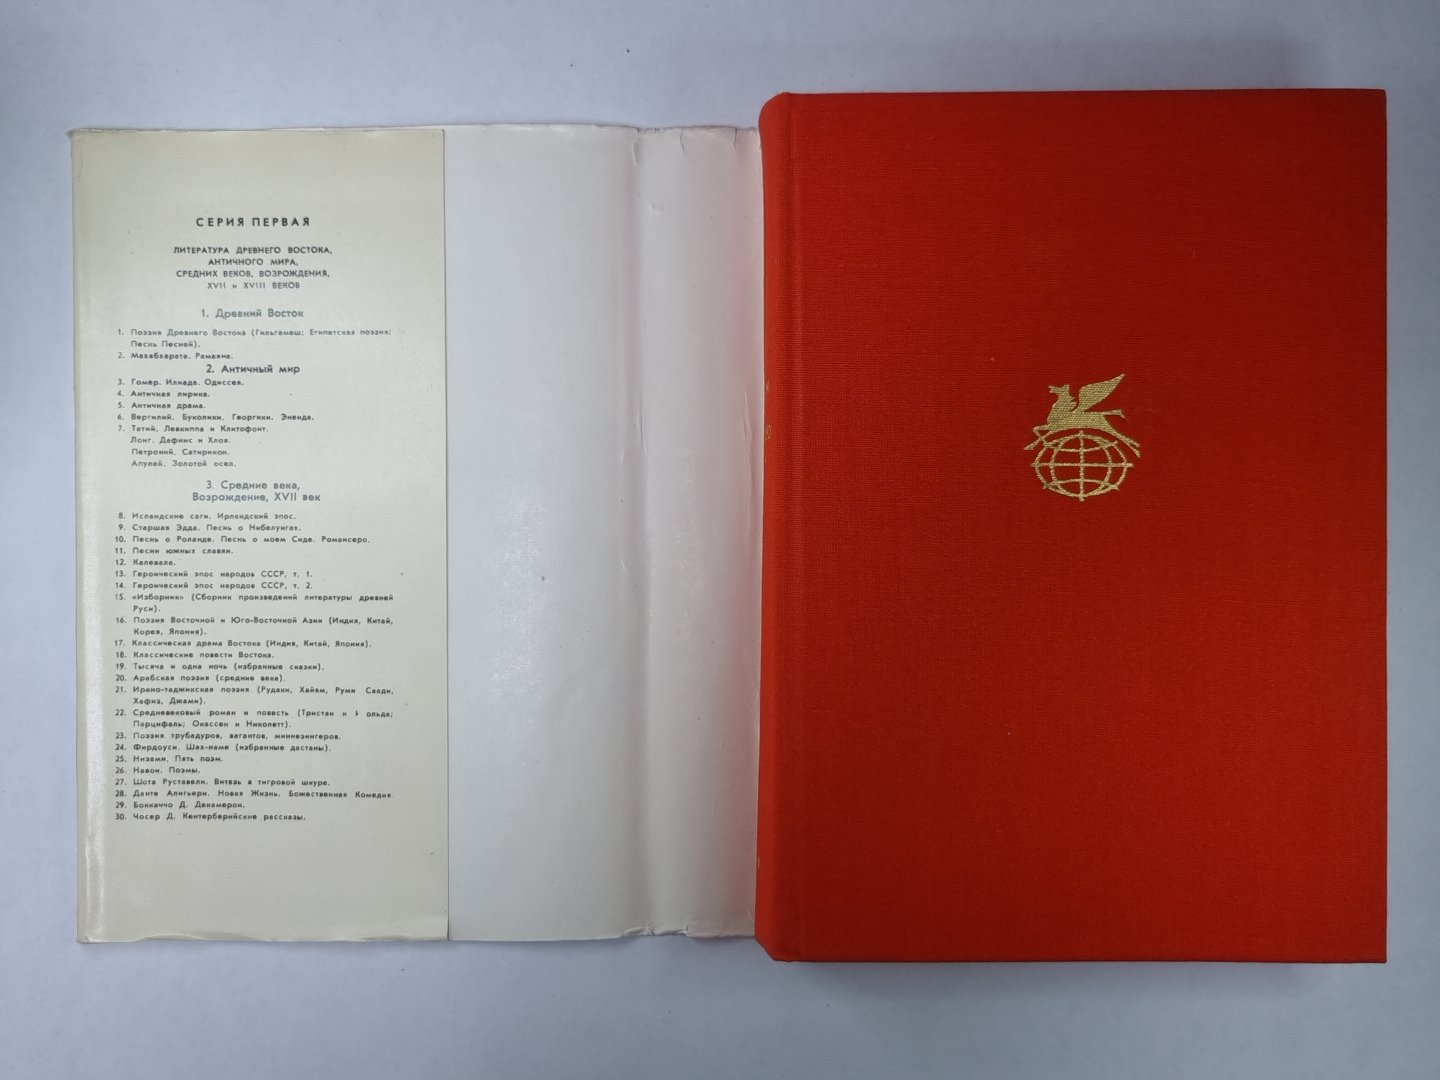 СЕРИЯ ПЕРВАЯ
ЛИТЕРАТУРА ДРЕВНЕГО ВОСТОКА,
АНТИЧНОГО МИРА,
СРЕДНИХ ВЕКОВ, ВОЗРОЖДЕНИЯ,
XVII и XVIII ВЕКОВ
1. Древний Восток
1. Поэзия Древнего Востока (Гильгамеш; Египетская поэзия;
Песнь Песней).
2. Махабхарата. Рамаяна.
2. Античный мир
3. Гомер. Илиада. Одиссея.
4. Античная лирика.
5. Античная драма.
6. Вергилий. Буколики. Георгики. Энеида.
7. Татий. Левкиппа и Клитофонт.
Лонг. Дафнис и Хлоя.
Петроний. Сатирикон.
Апулей. Золотой осел.
3. Средние века,
Возрождение, XVII век
8. Исландские саги. Ирландский эпос.
9. Старшая Эдда. Песнь о Нибелунгах.
10. Песнь о Роланде. Песнь о моем Сиде. Романсеро.
11. Песни южных славян.
12. Калевала.
13. Героический эпос народов СССР, т. 1.
14. Героический эпос народов СССР, т. 2.
15. «Изборник» (Сборник произведений литературы древней
Руси).
16. Поэзия Восточной и Юго-Восточной Азии (Индия, Китай,
Корея, Япония).
17. Классическая драма Востока (Индия, Китай, Япония).
18. Классические повести Востока.
19. Тысяча и одна ночь (избранные сказки).
20. Арабская поэзия (средние века).
21. Ирано-таджикская поэзия (Рудаки, Хайям, Руми Саади,
Хафиз, Джами).
22. Средневековый роман и повесть (Тристан и ольда;
Парцифаль; Окассен и Николетт).
23. Поэзия трубадуров, вагантов, миннезингеров.
24. Фирдоуси. Шах-наме (избранные дастаны).
25. Низами. Пять поэм.
26. Навои. Поэмы.
27. Шота Руставели. Витязь в тигровой шкуре.
28. Данте Алигьери. Новая Жизнь. Божественная Комедия.
29. Боккаччо Д. Декамерон.
30. Чосер Д. Кентерберийские рассказы.